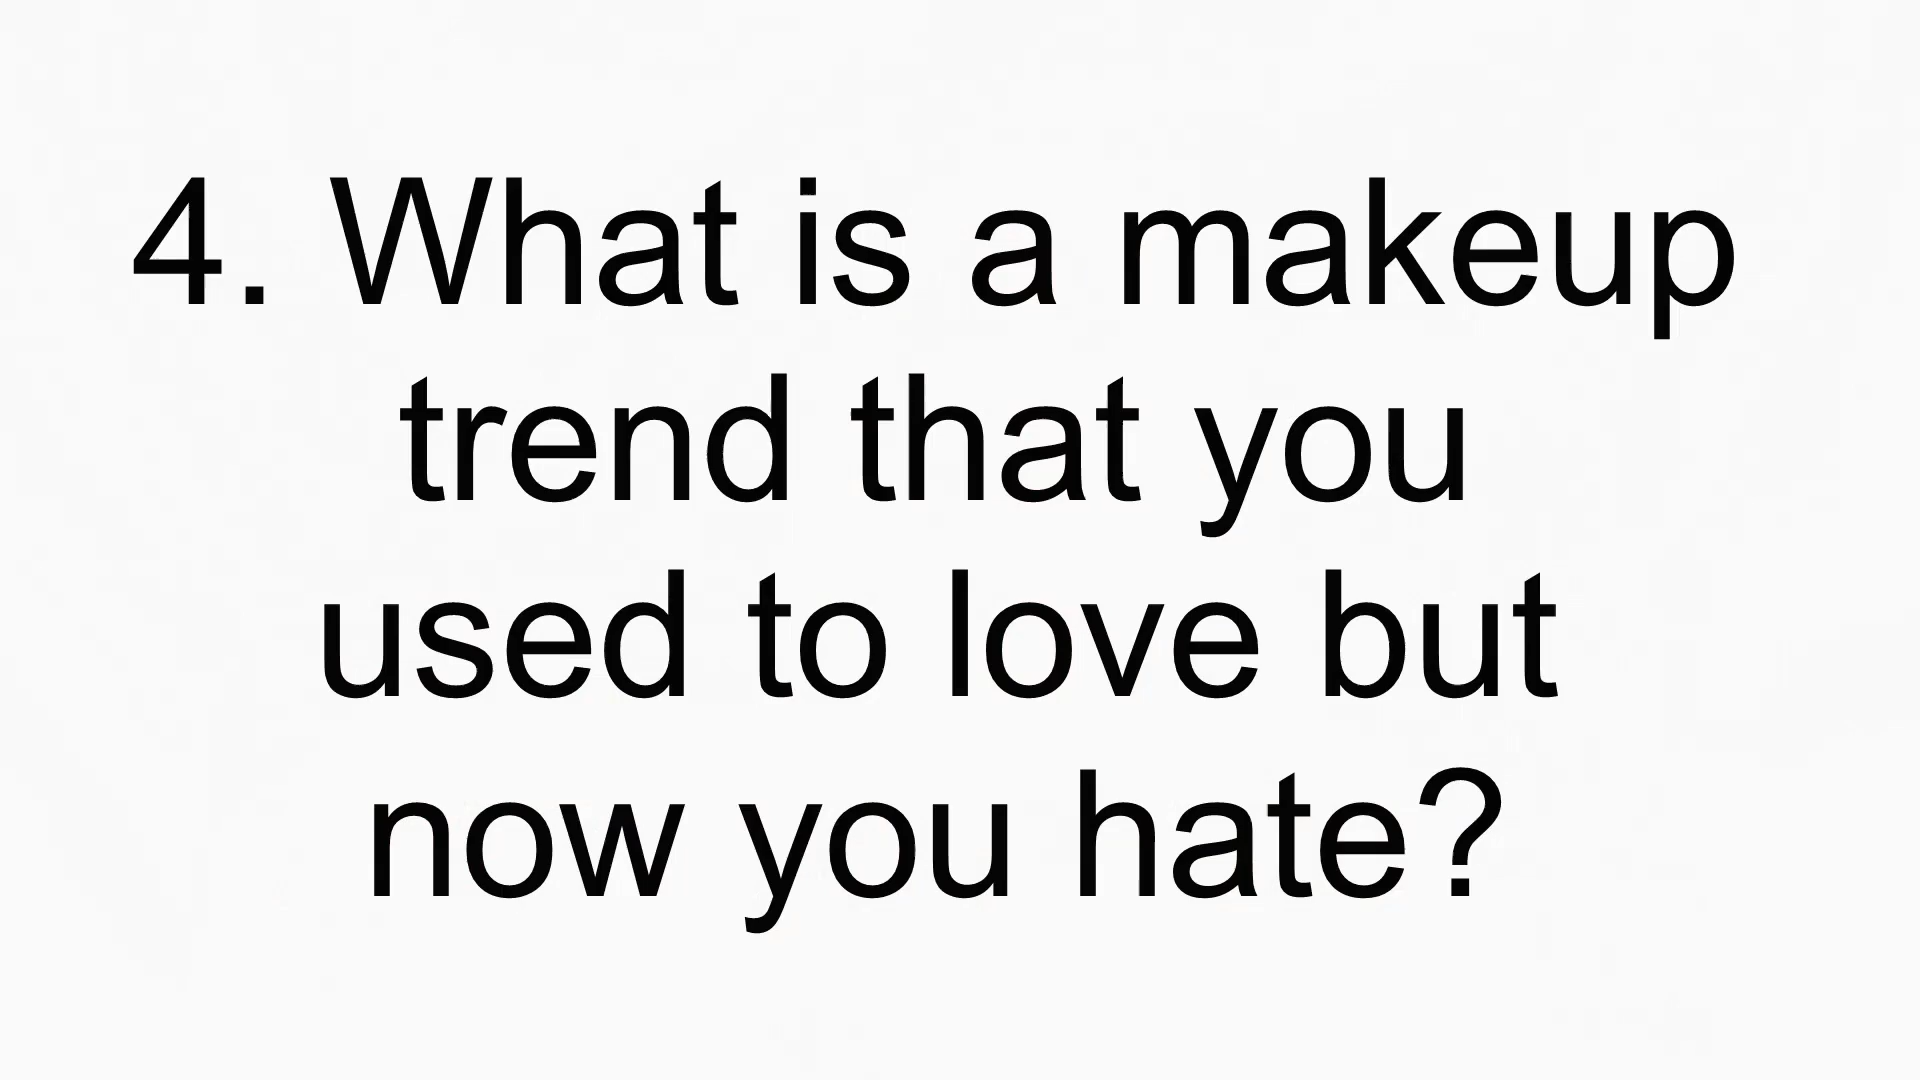 4. What is a makeup
trend that you
used to love but
now you hate?